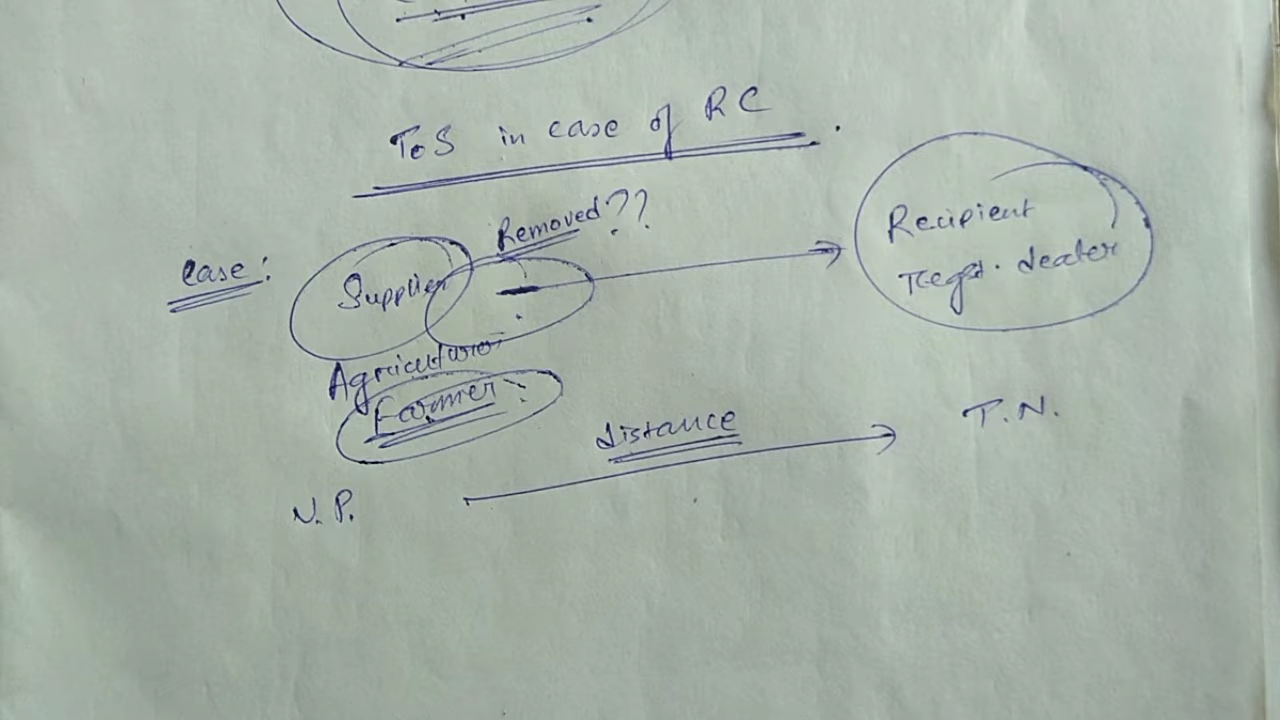 ToS in case of RC.
Removed??
Case: Supplier
Recipient
Regd. dealer
Agriculturist
Farmer
distance
T.N.
N.P.